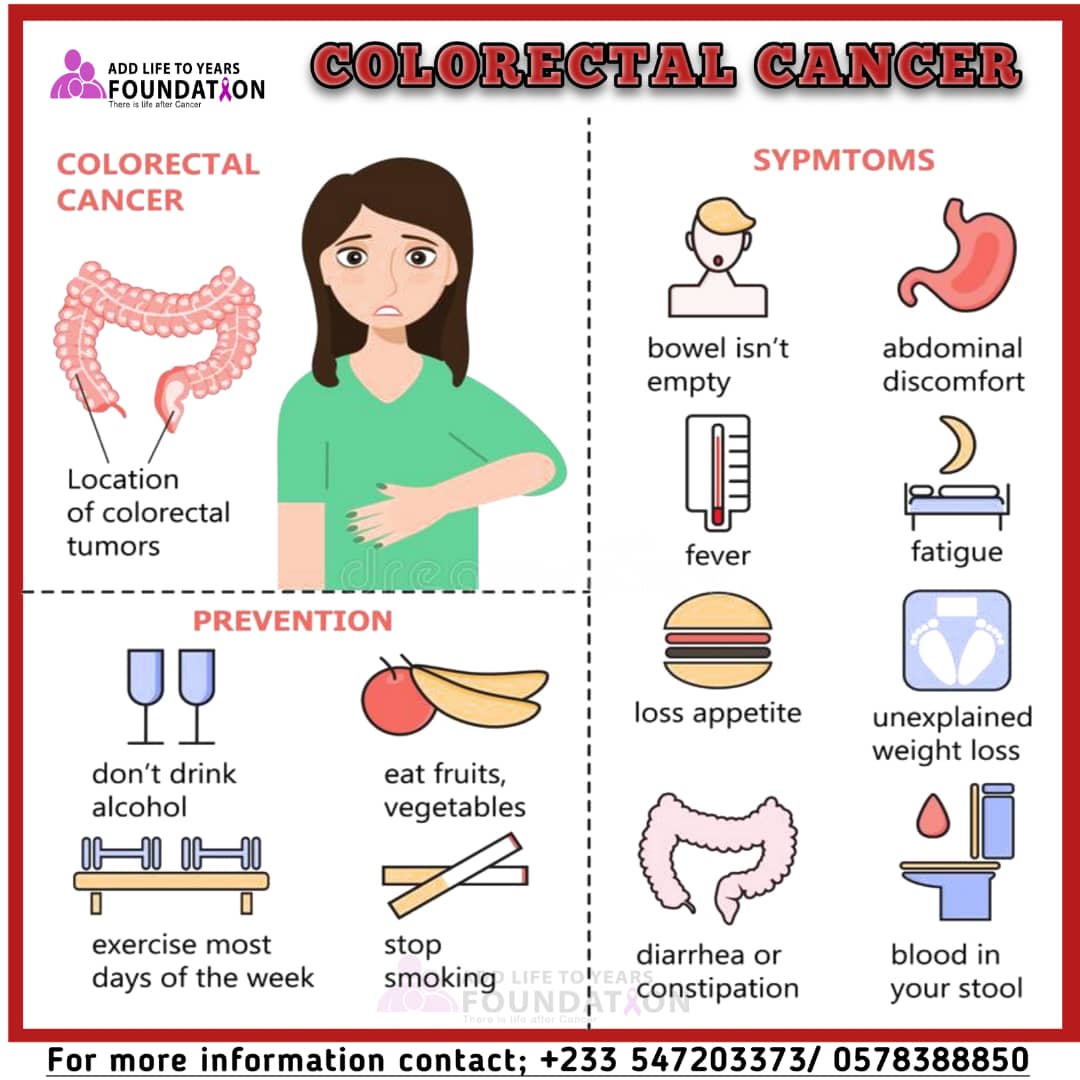 ADD LIFE TO YEARS
FOUNDATION
There is life after Cancer
COLORECTAL CANCER
COLORECTAL
CANCER
Location
of colorectal
tumors
PREVENTION
don't drink
alcohol
eat fruits,
vegetables
exercise most
days of the week
stop
smoking
SYPMTOMS
bowel isn't
empty
abdominal
discomfort
fever
fatigue
loss appetite
unexplained
weight loss
diarrhea or
constipation
blood in
your stool
ADD LIFE TO YEARS
FOUNDATION
There is life after Cancer
For more information contact; +233 547203373/ 0578388850